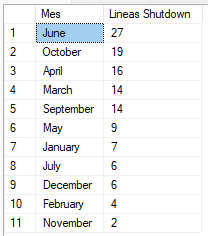 Mes Lineas Shutdown
1 June 27
2 October 19
3 April 16
4 March 14
5 September 14
6 May 9
7 January 7
8 July 6
9 December 6
10 February 4
11 November 2